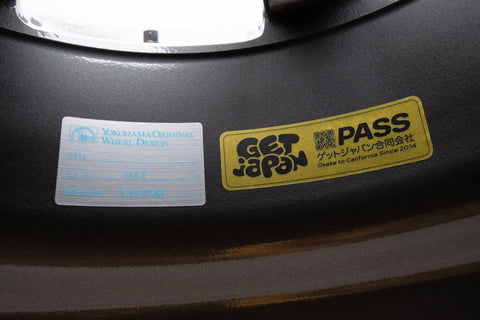 YOKOHAMA ORIGINAL
WHEEL DESIGN
GET
JAPAN
PASS
ゲットジャパン合同会社
Osaka to California Since 2014